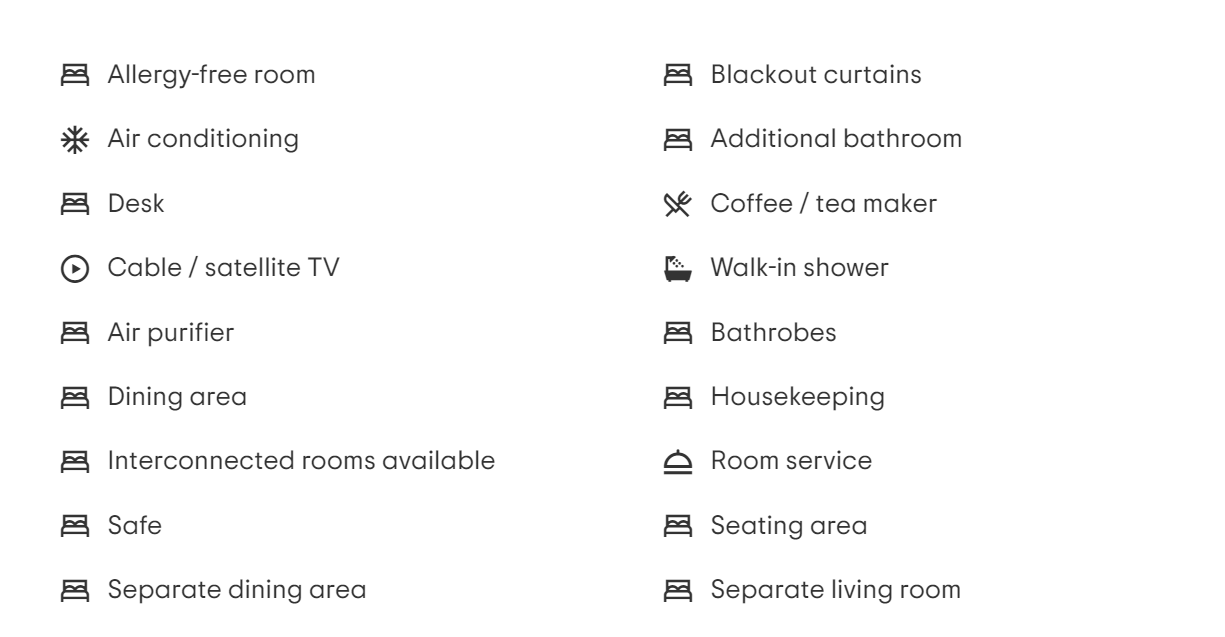 Allergy-free room
Blackout curtains
Air conditioning
Additional bathroom
Desk
Coffee / tea maker
Cable / satellite TV
Walk-in shower
Air purifier
Bathrobes
Dining area
Housekeeping
Interconnected rooms available
Room service
Safe
Seating area
Separate dining area
Separate living room